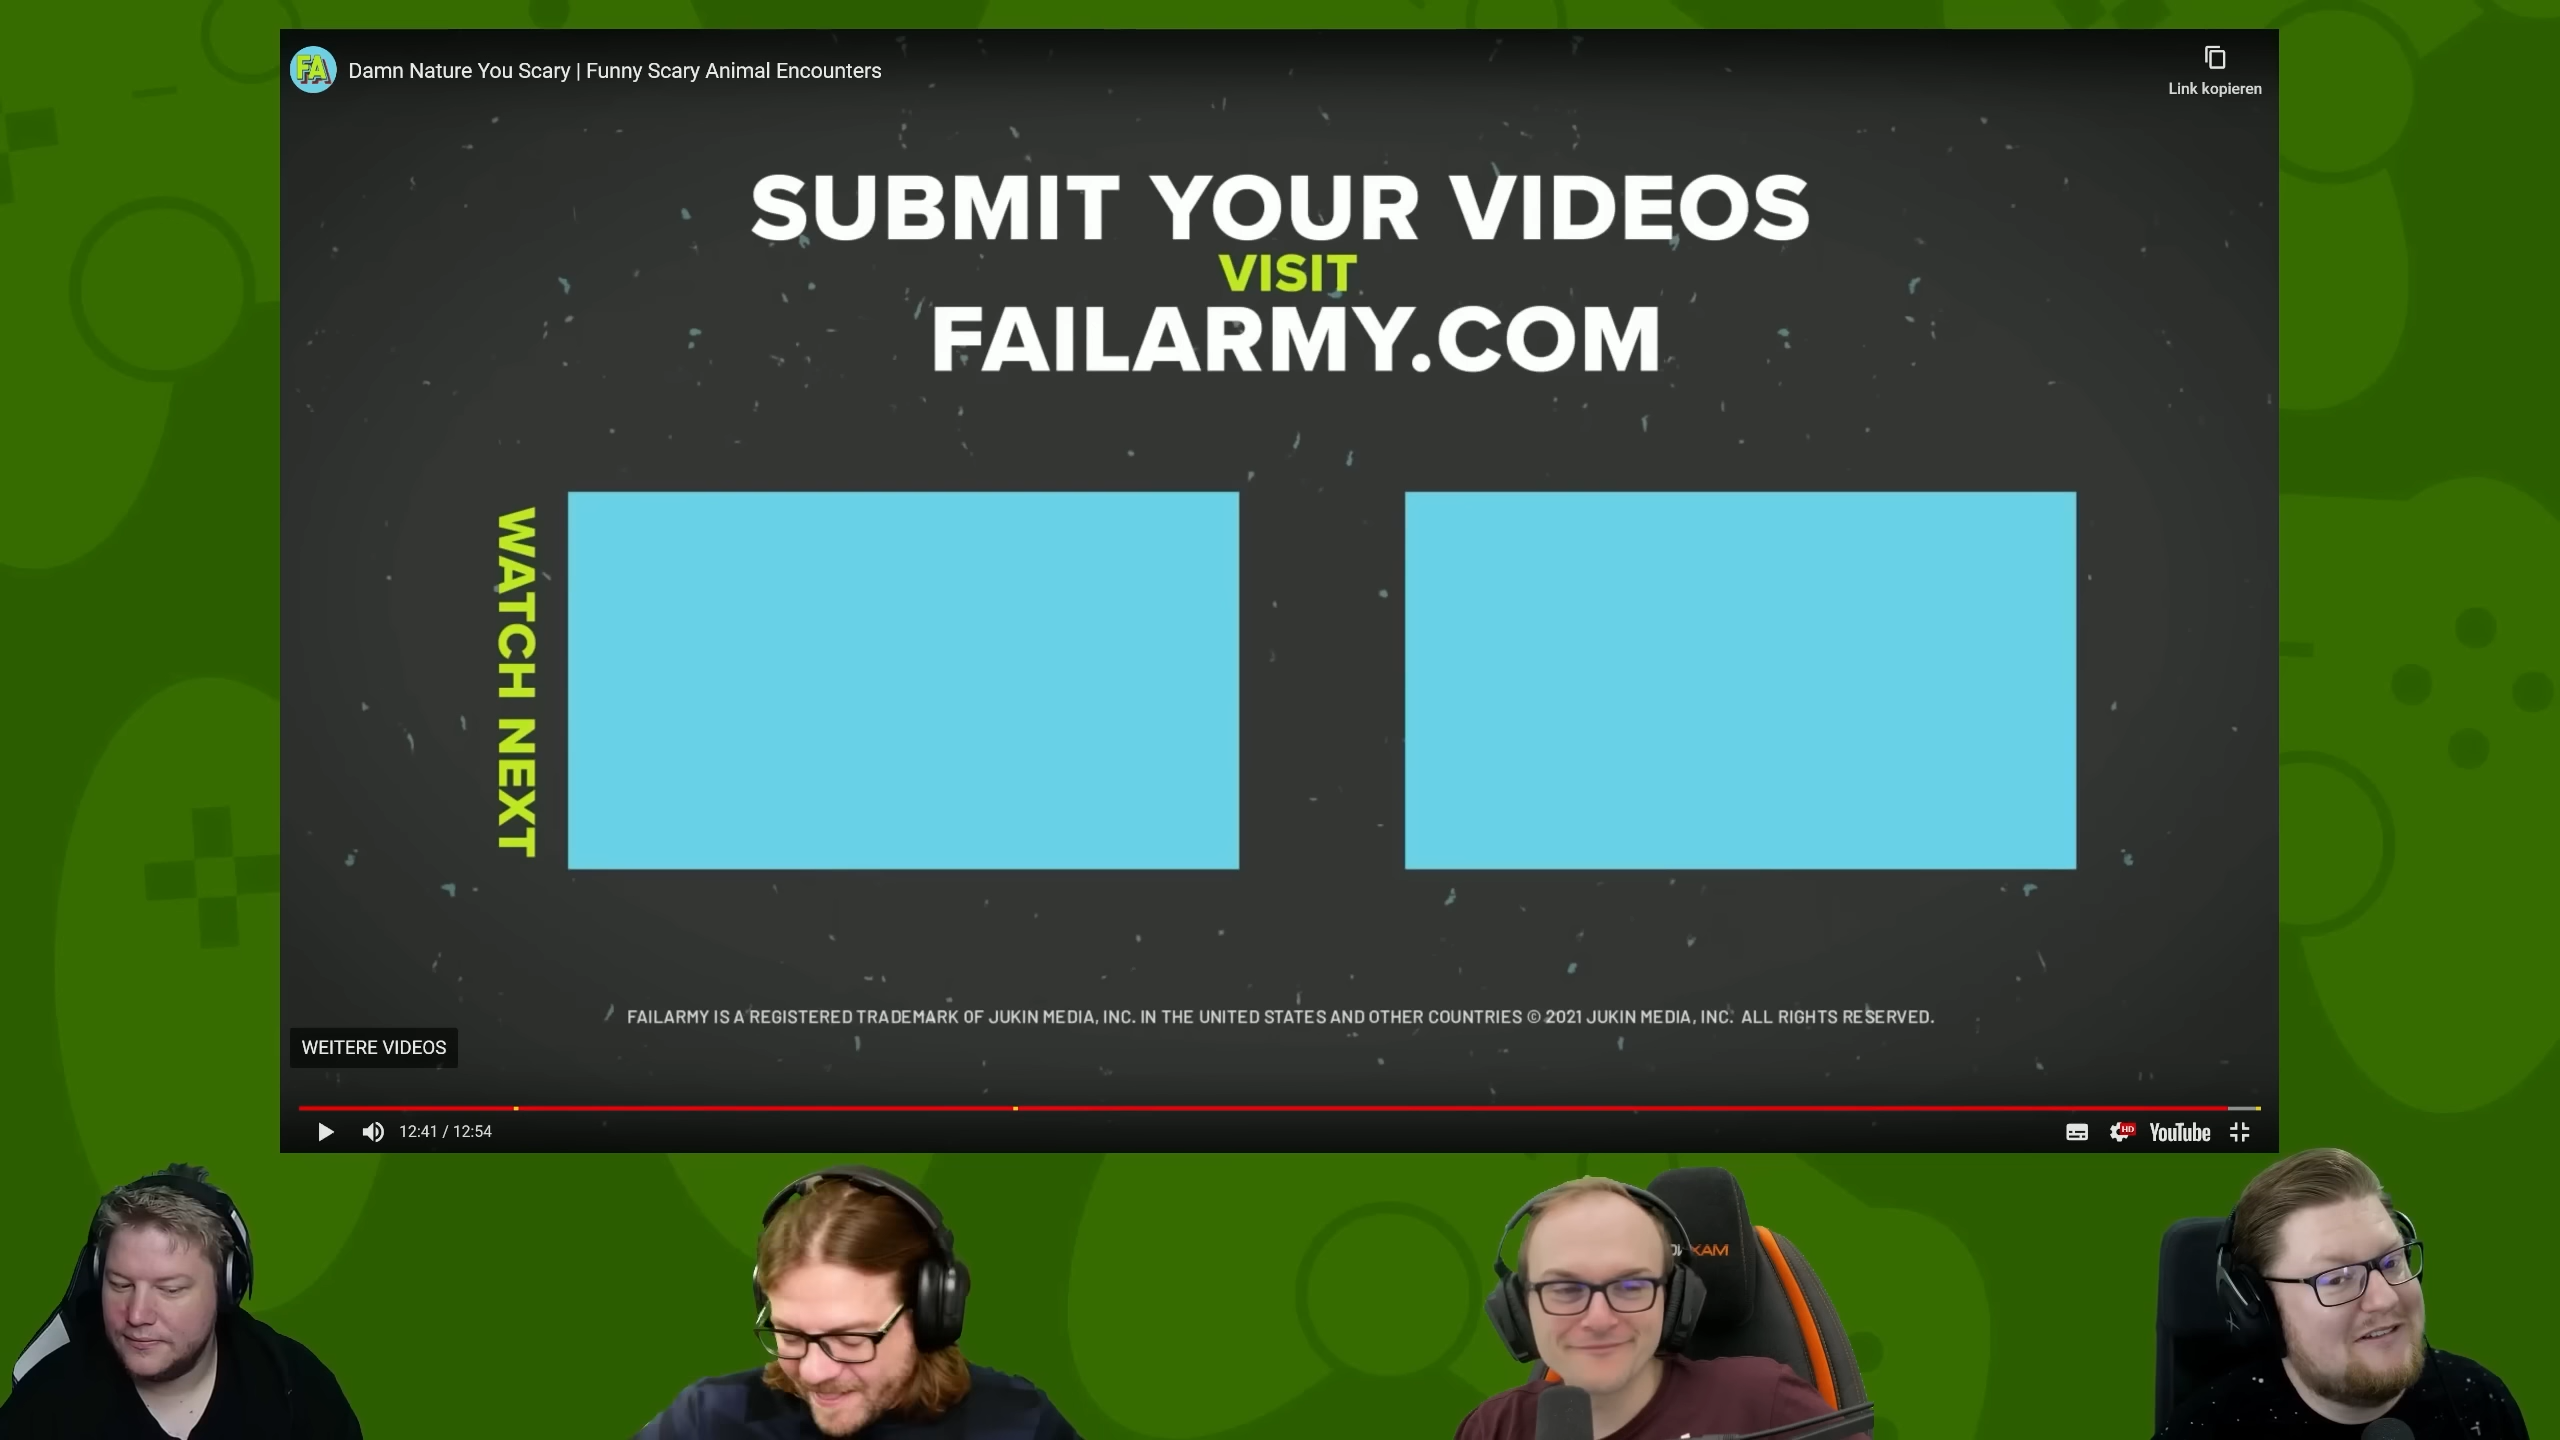 FA
Damn Nature You Scary | Funny Scary Animal Encounters
Link kopieren
SUBMIT YOUR VIDEOS
VISIT
FAILARMY.COM
WATCH NEXT
FAILARMY IS A REGISTERED TRADEMARK OF JUKIN MEDIA, INC. IN THE UNITED STATES AND OTHER COUNTRIES © 2021 JUKIN MEDIA, INC. ALL RIGHTS RESERVED.
WEITERE VIDEOS
12:41 / 12:54
HD
YouTube